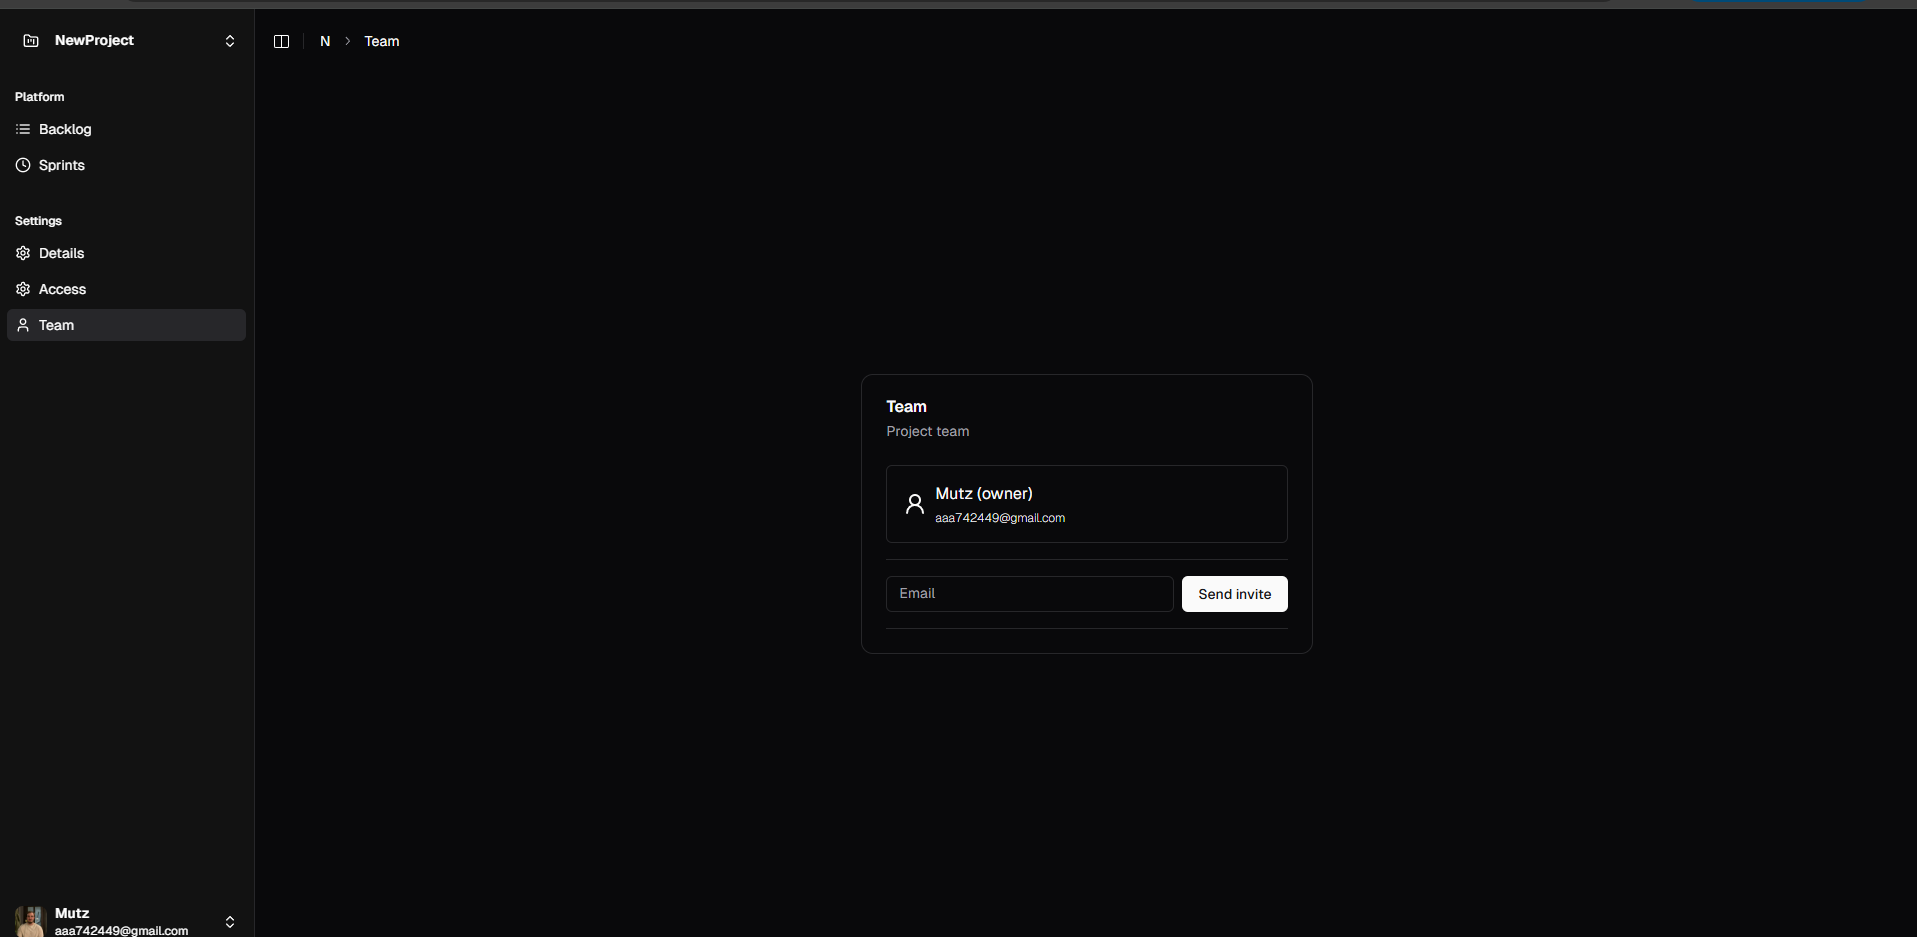 NewProject
N > Team
Platform
Backlog
Sprints
Settings
Details
Access
Team
Team
Project team
Mutz (owner)
aaa742449@gmail.com
Email
Send invite
Mutz
aaa742449@gmail.com